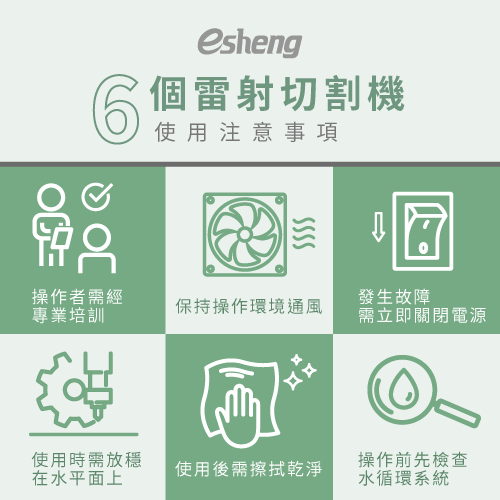 esheng
6個雷射切割機
使用注意事項
操作者需經
專業培訓
保持操作環境通風
發生故障
需立即關閉電源
使用時需放穩
在水平面上
使用後需擦拭乾淨
操作前先檢查
水循環系統